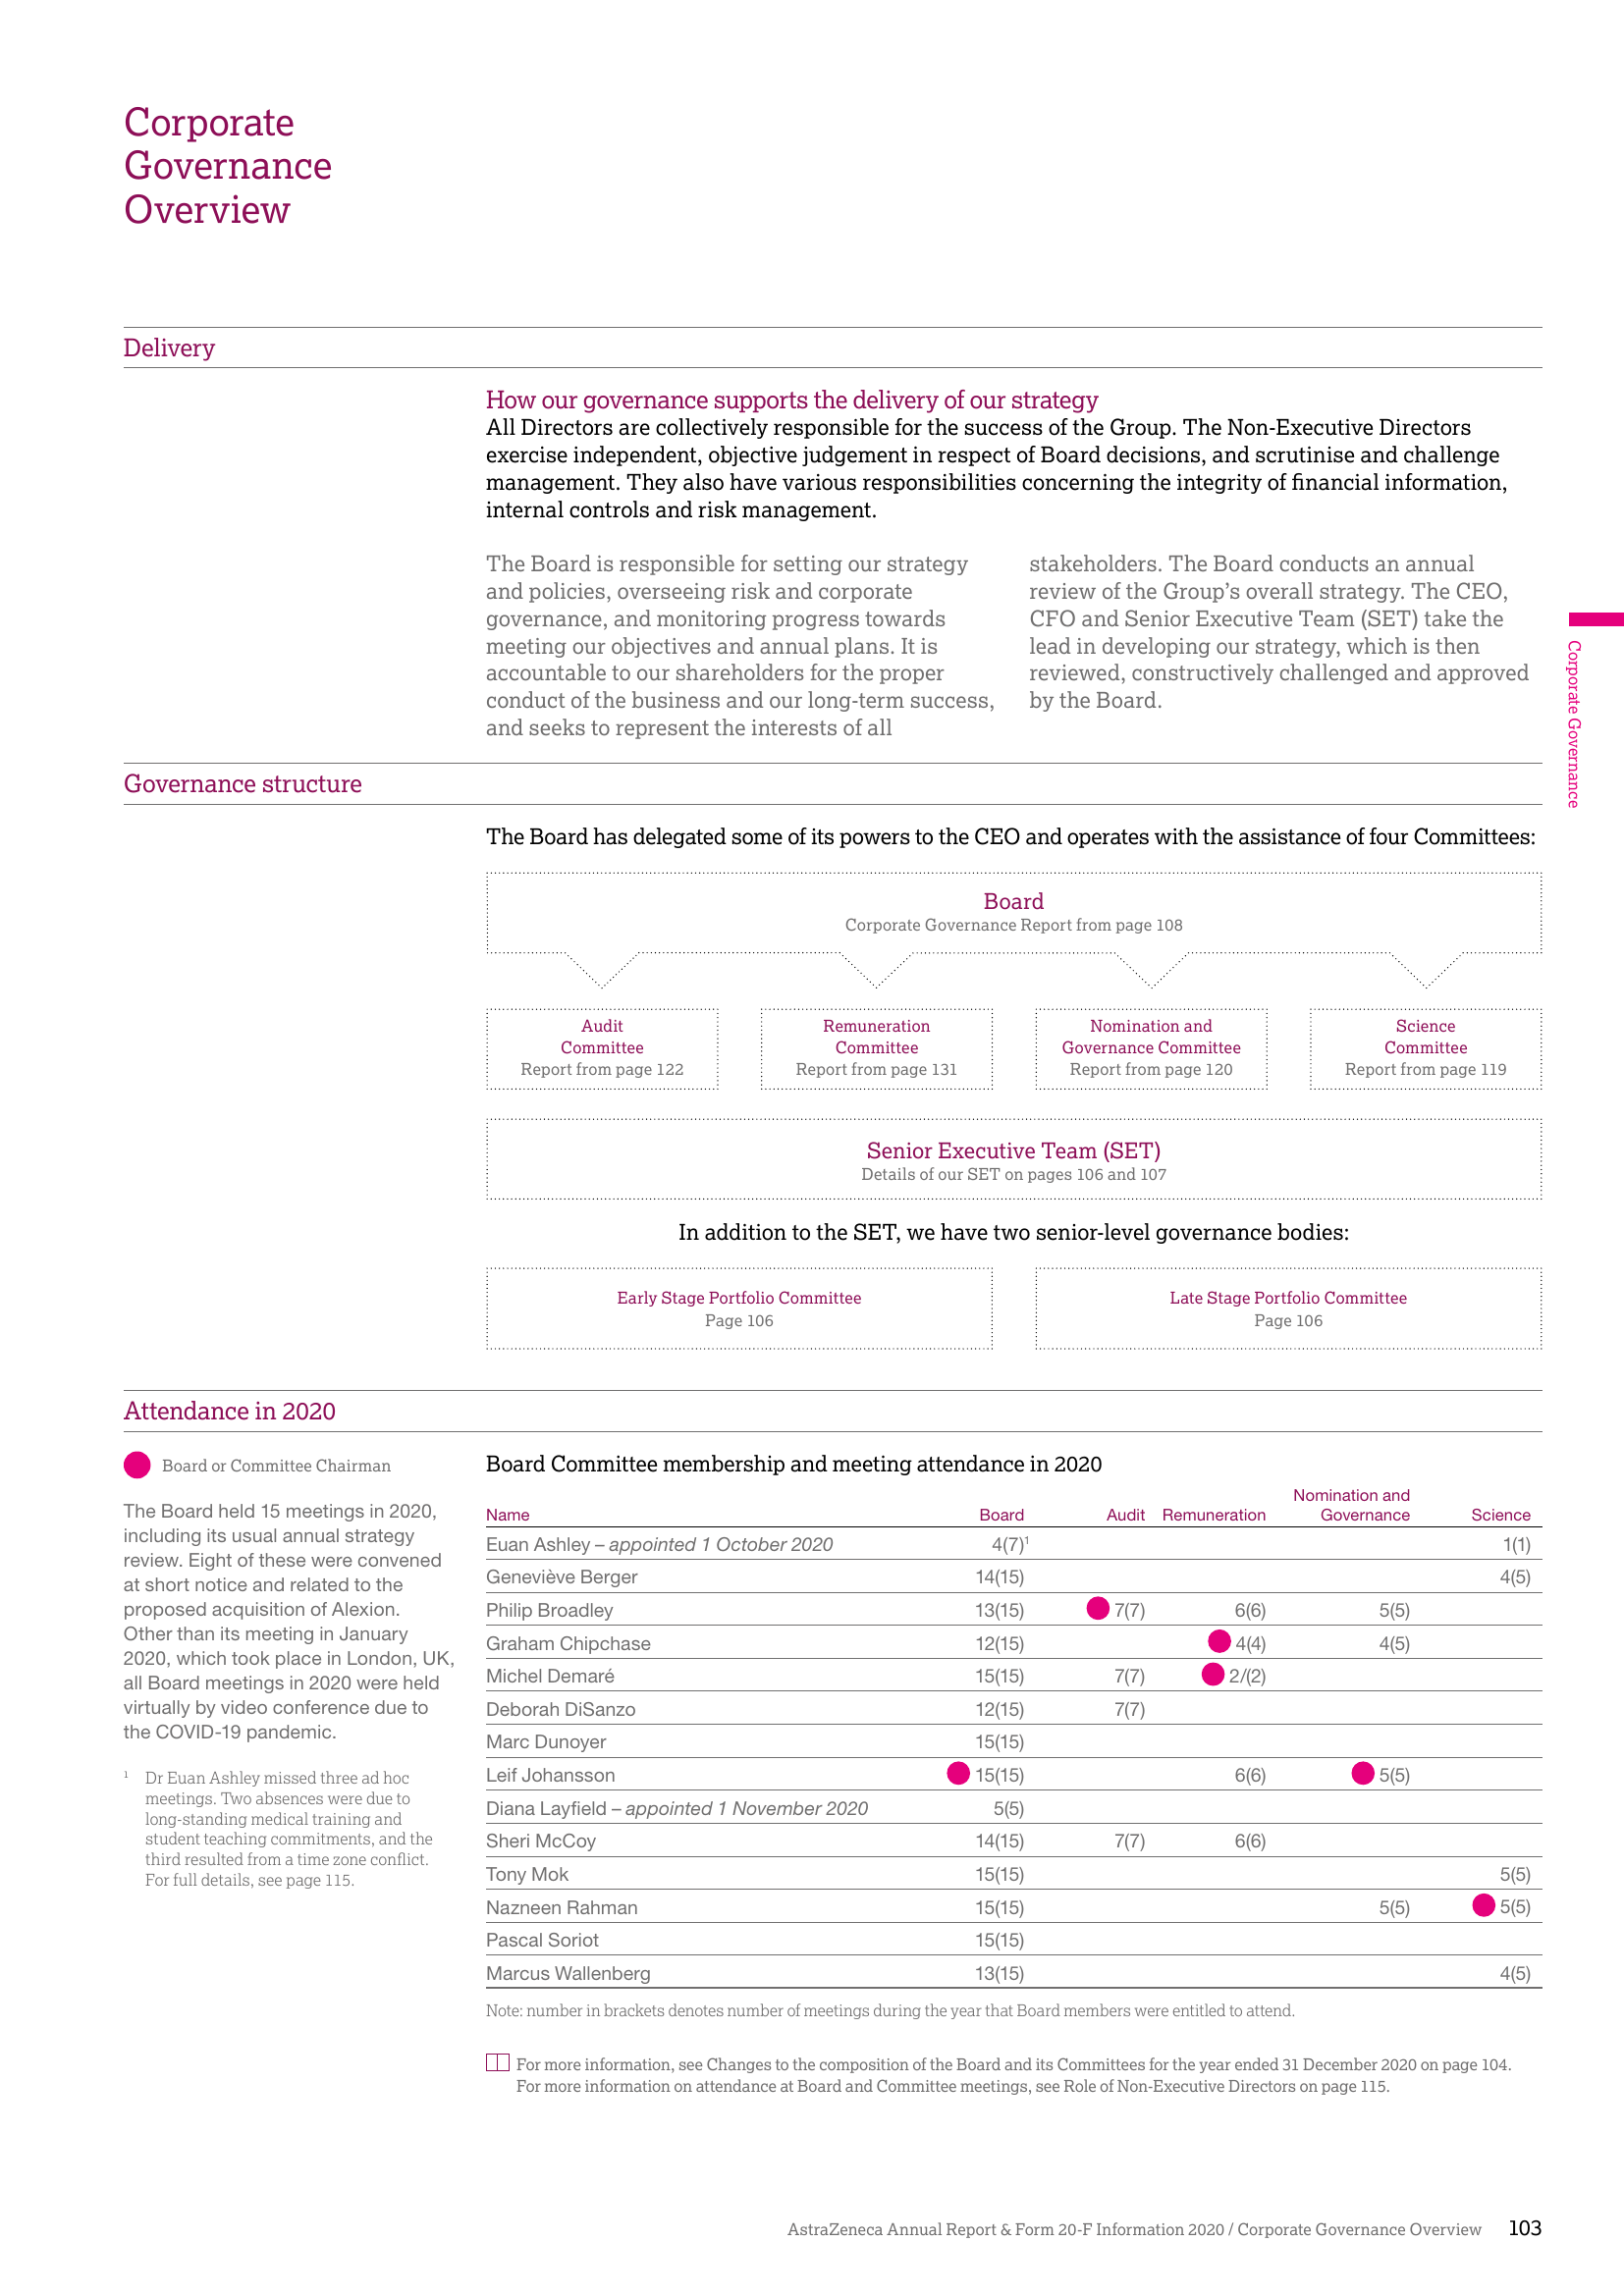 Corporate
Governance
Overview
Delivery
How our governance supports the delivery of our strategy
All Directors are collectively responsible for the success of the Group. The Non-Executive Directors
exercise independent, objective judgement in respect of Board decisions, and scrutinise and challenge
management. They also have various responsibilities concerning the integrity of financial information,
internal controls and risk management.
The Board is responsible for setting our strategy
and policies, overseeing risk and corporate
governance, and monitoring progress towards
meeting our objectives and annual plans. It is
accountable to our shareholders for the proper
conduct of the business and our long-term success,
and seeks to represent the interests of all
stakeholders. The Board conducts an annual
review of the Group's overall strategy. The CEO,
CFO and Senior Executive Team (SET) take the
lead in developing our strategy, which is then
reviewed, constructively challenged and approved
by the Board.
Corporate Governance
Governance structure
The Board has delegated some of its powers to the CEO and operates with the assistance of four Committees:
Board
Corporate Governance Report from page 108
Audit
Committee
Report from page 122
Remuneration
Committee
Report from page 131
Nomination and
Governance Committee
Report from page 120
Science
Committee
Report from page 119
Senior Executive Team (SET)
Details of our SET on pages 106 and 107
In addition to the SET, we have two senior-level governance bodies:
Early Stage Portfolio Committee
Page 106
Late Stage Portfolio Committee
Page 106
Attendance in 2020
Board or Committee Chairman
The Board held 15 meetings in 2020,
including its usual annual strategy
review. Eight of these were convened
at short notice and related to the
proposed acquisition of Alexion.
Other than its meeting in January
2020, which took place in London, UK,
all Board meetings in 2020 were held
virtually by video conference due to
the COVID-19 pandemic.
1 Dr Euan Ashley missed three ad hoc
meetings. Two absences were due to
long-standing medical training and
student teaching commitments, and the
third resulted from a time zone conflict.
For full details, see page 115.
Board Committee membership and meeting attendance in 2020
Name Board Audit Remuneration Nomination and Governance Science
Euan Ashley – appointed 1 October 2020 4(7)1 1(1)
Geneviève Berger 14(15) 4(5)
Philip Broadley 13(15) 7(7) 6(6) 5(5)
Graham Chipchase 12(15) 4(4) 4(5)
Michel Demaré 15(15) 7(7) 2/(2)
Deborah DiSanzo 12(15) 7(7)
Marc Dunoyer 15(15)
Leif Johansson 15(15) 6(6) 5(5)
Diana Layfield – appointed 1 November 2020 5(5)
Sheri McCoy 14(15) 7(7) 6(6)
Tony Mok 15(15) 5(5)
Nazneen Rahman 15(15) 5(5) 5(5)
Pascal Soriot 15(15)
Marcus Wallenberg 13(15) 4(5)
Note: number in brackets denotes number of meetings during the year that Board members were entitled to attend.
For more information, see Changes to the composition of the Board and its Committees for the year ended 31 December 2020 on page 104.
For more information on attendance at Board and Committee meetings, see Role of Non-Executive Directors on page 115.
AstraZeneca Annual Report & Form 20-F Information 2020 / Corporate Governance Overview 103